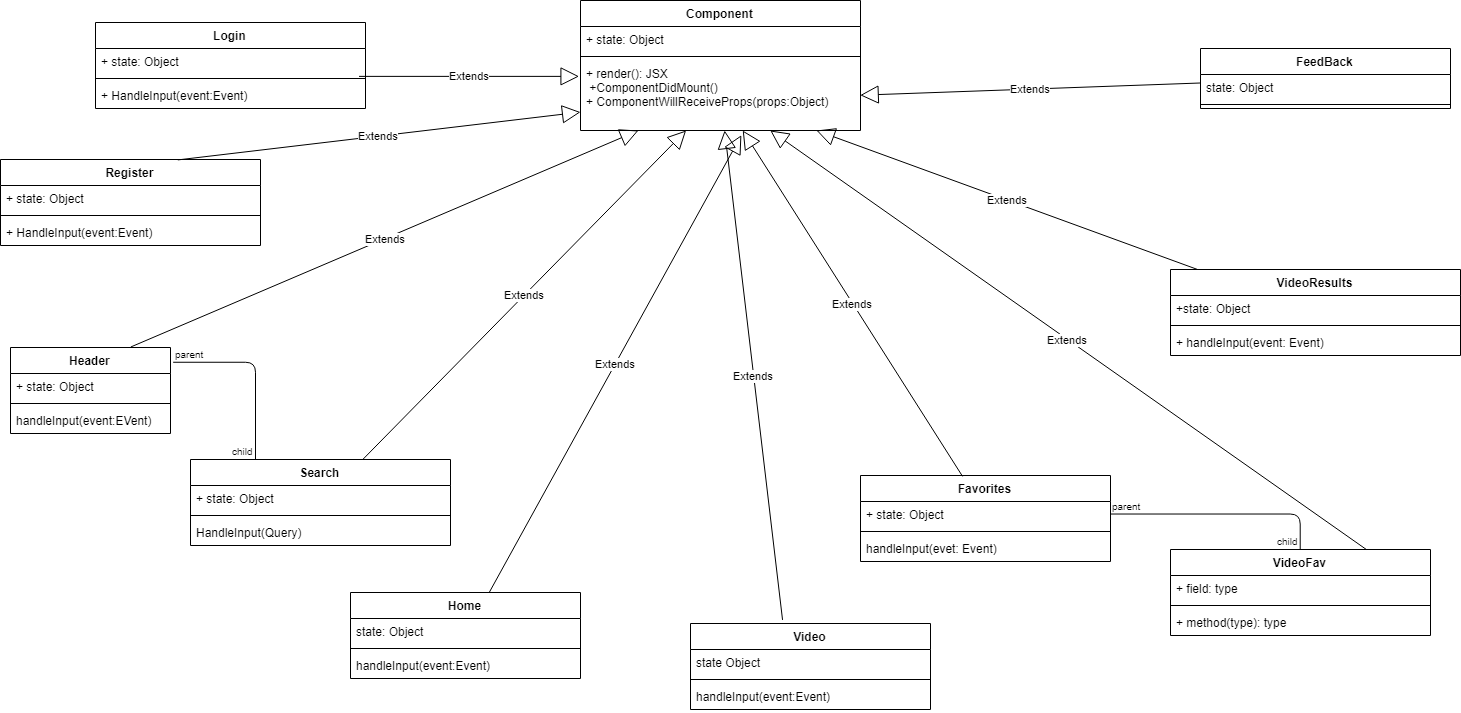 Component
+ state: Object
+ render(): JSX
+ComponentDidMount()
+ ComponentWillReceiveProps(props:Object)
Login
+ state: Object
+ HandleInput(event:Event)
Extends
FeedBack
state: Object
Extends
Extends
Register
+ state: Object
+ HandleInput(event:Event)
Extends
Extends
VideoResults
+state: Object
+ handleInput(event: Event)
Extends
Extends
Extends
Header
+ state: Object
handleInput(event:EVent)
parent
child
Extends
Extends
Search
+ state: Object
HandleInput(Query)
Favorites
+ state: Object
handleInput(evet: Event)
parent
child
VideoFav
+ field: type
+ method(type): type
Home
state: Object
handleInput(event:Event)
Video
state Object
handleInput(event:Event)